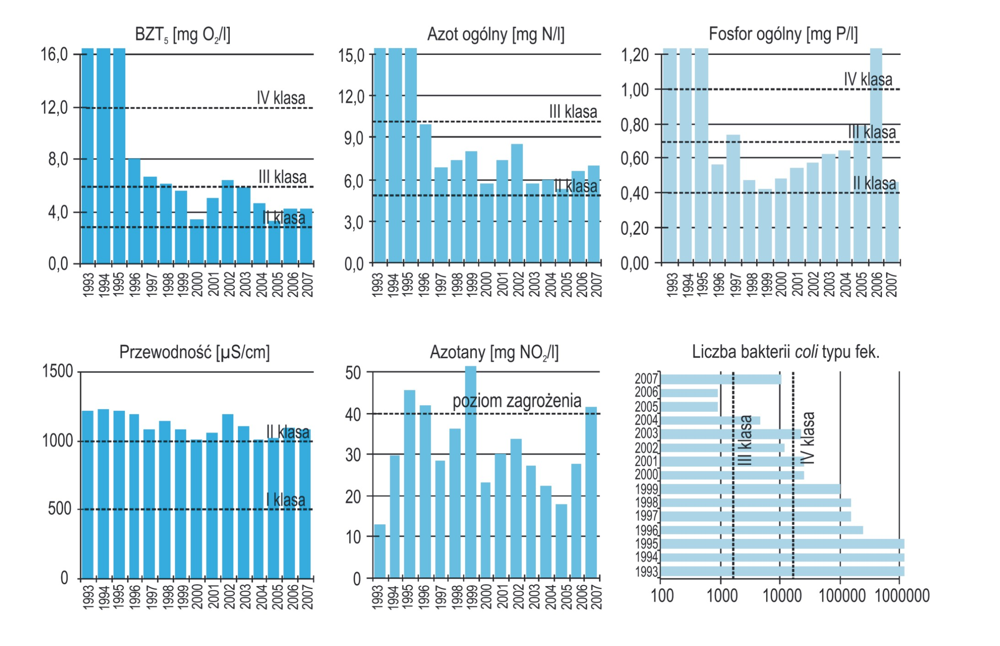 BZT5 [mg O2/l]
16,0
12,0
8,0
4,0
0,0
IV klasa
III klasa
II klasa
1993 1994 1995 1996 1997 1998 1999 2000 2001 2002 2003 2004 2005 2006 2007
Azot ogólny [mg N/l]
15,0
12,0
9,0
6,0
3,0
0,0
III klasa
II klasa
1993 1994 1995 1996 1997 1998 1999 2000 2001 2002 2003 2004 2005 2006 2007
Fosfor ogólny [mg P/l]
1,20
1,00
0,80
0,60
0,40
0,20
0,00
IV klasa
III klasa
II klasa
1993 1994 1995 1996 1997 1998 1999 2000 2001 2002 2003 2004 2005 2006 2007
Przewodność [µS/cm]
1500
1000
500
0
II klasa
I klasa
1993 1994 1995 1996 1997 1998 1999 2000 2001 2002 2003 2004 2005 2006 2007
Azotany [mg NO2/l]
50
40
30
20
10
0
poziom zagrożenia
1993 1994 1995 1996 1997 1998 1999 2000 2001 2002 2003 2004 2005 2006 2007
Liczba bakterii coli typu fek.
2007
2006
2005
2004
2003
2002
2001
2000
1999
1998
1997
1996
1995
1994
1993
III klasa
IV klasa
100 1000 10000 100000 1000000